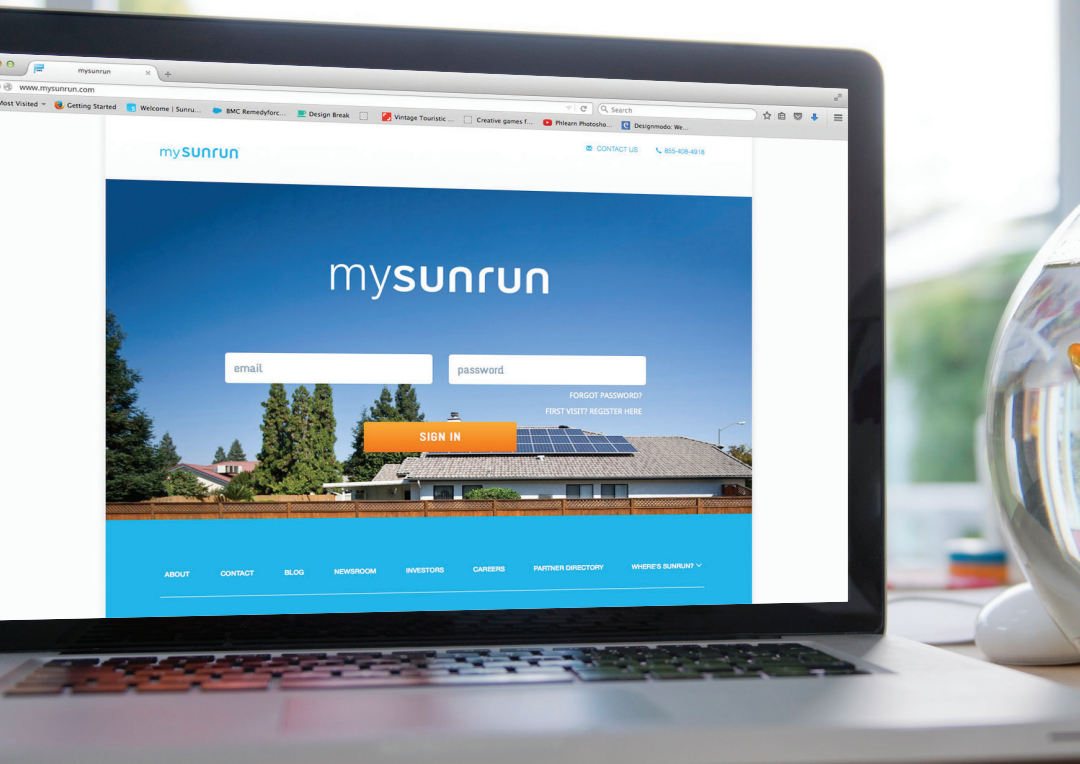 mysunrun
www.mysunrun.com
Search
Most Visited
Getting Started
Welcome | Sunru...
BMC Remedyforc...
Design Break
Vintage Touristic ...
Creative games f...
Phlearn Photosho...
Designmodo: We...
mysunrun
CONTACT US
855-408-4918
mysunrun
email
password
FORGOT PASSWORD?
FIRST VISIT? REGISTER HERE
SIGN IN
ABOUT
CONTACT
BLOG
NEWSROOM
INVESTORS
CAREERS
PARTNER DIRECTORY
WHERE'S SUNRUN?